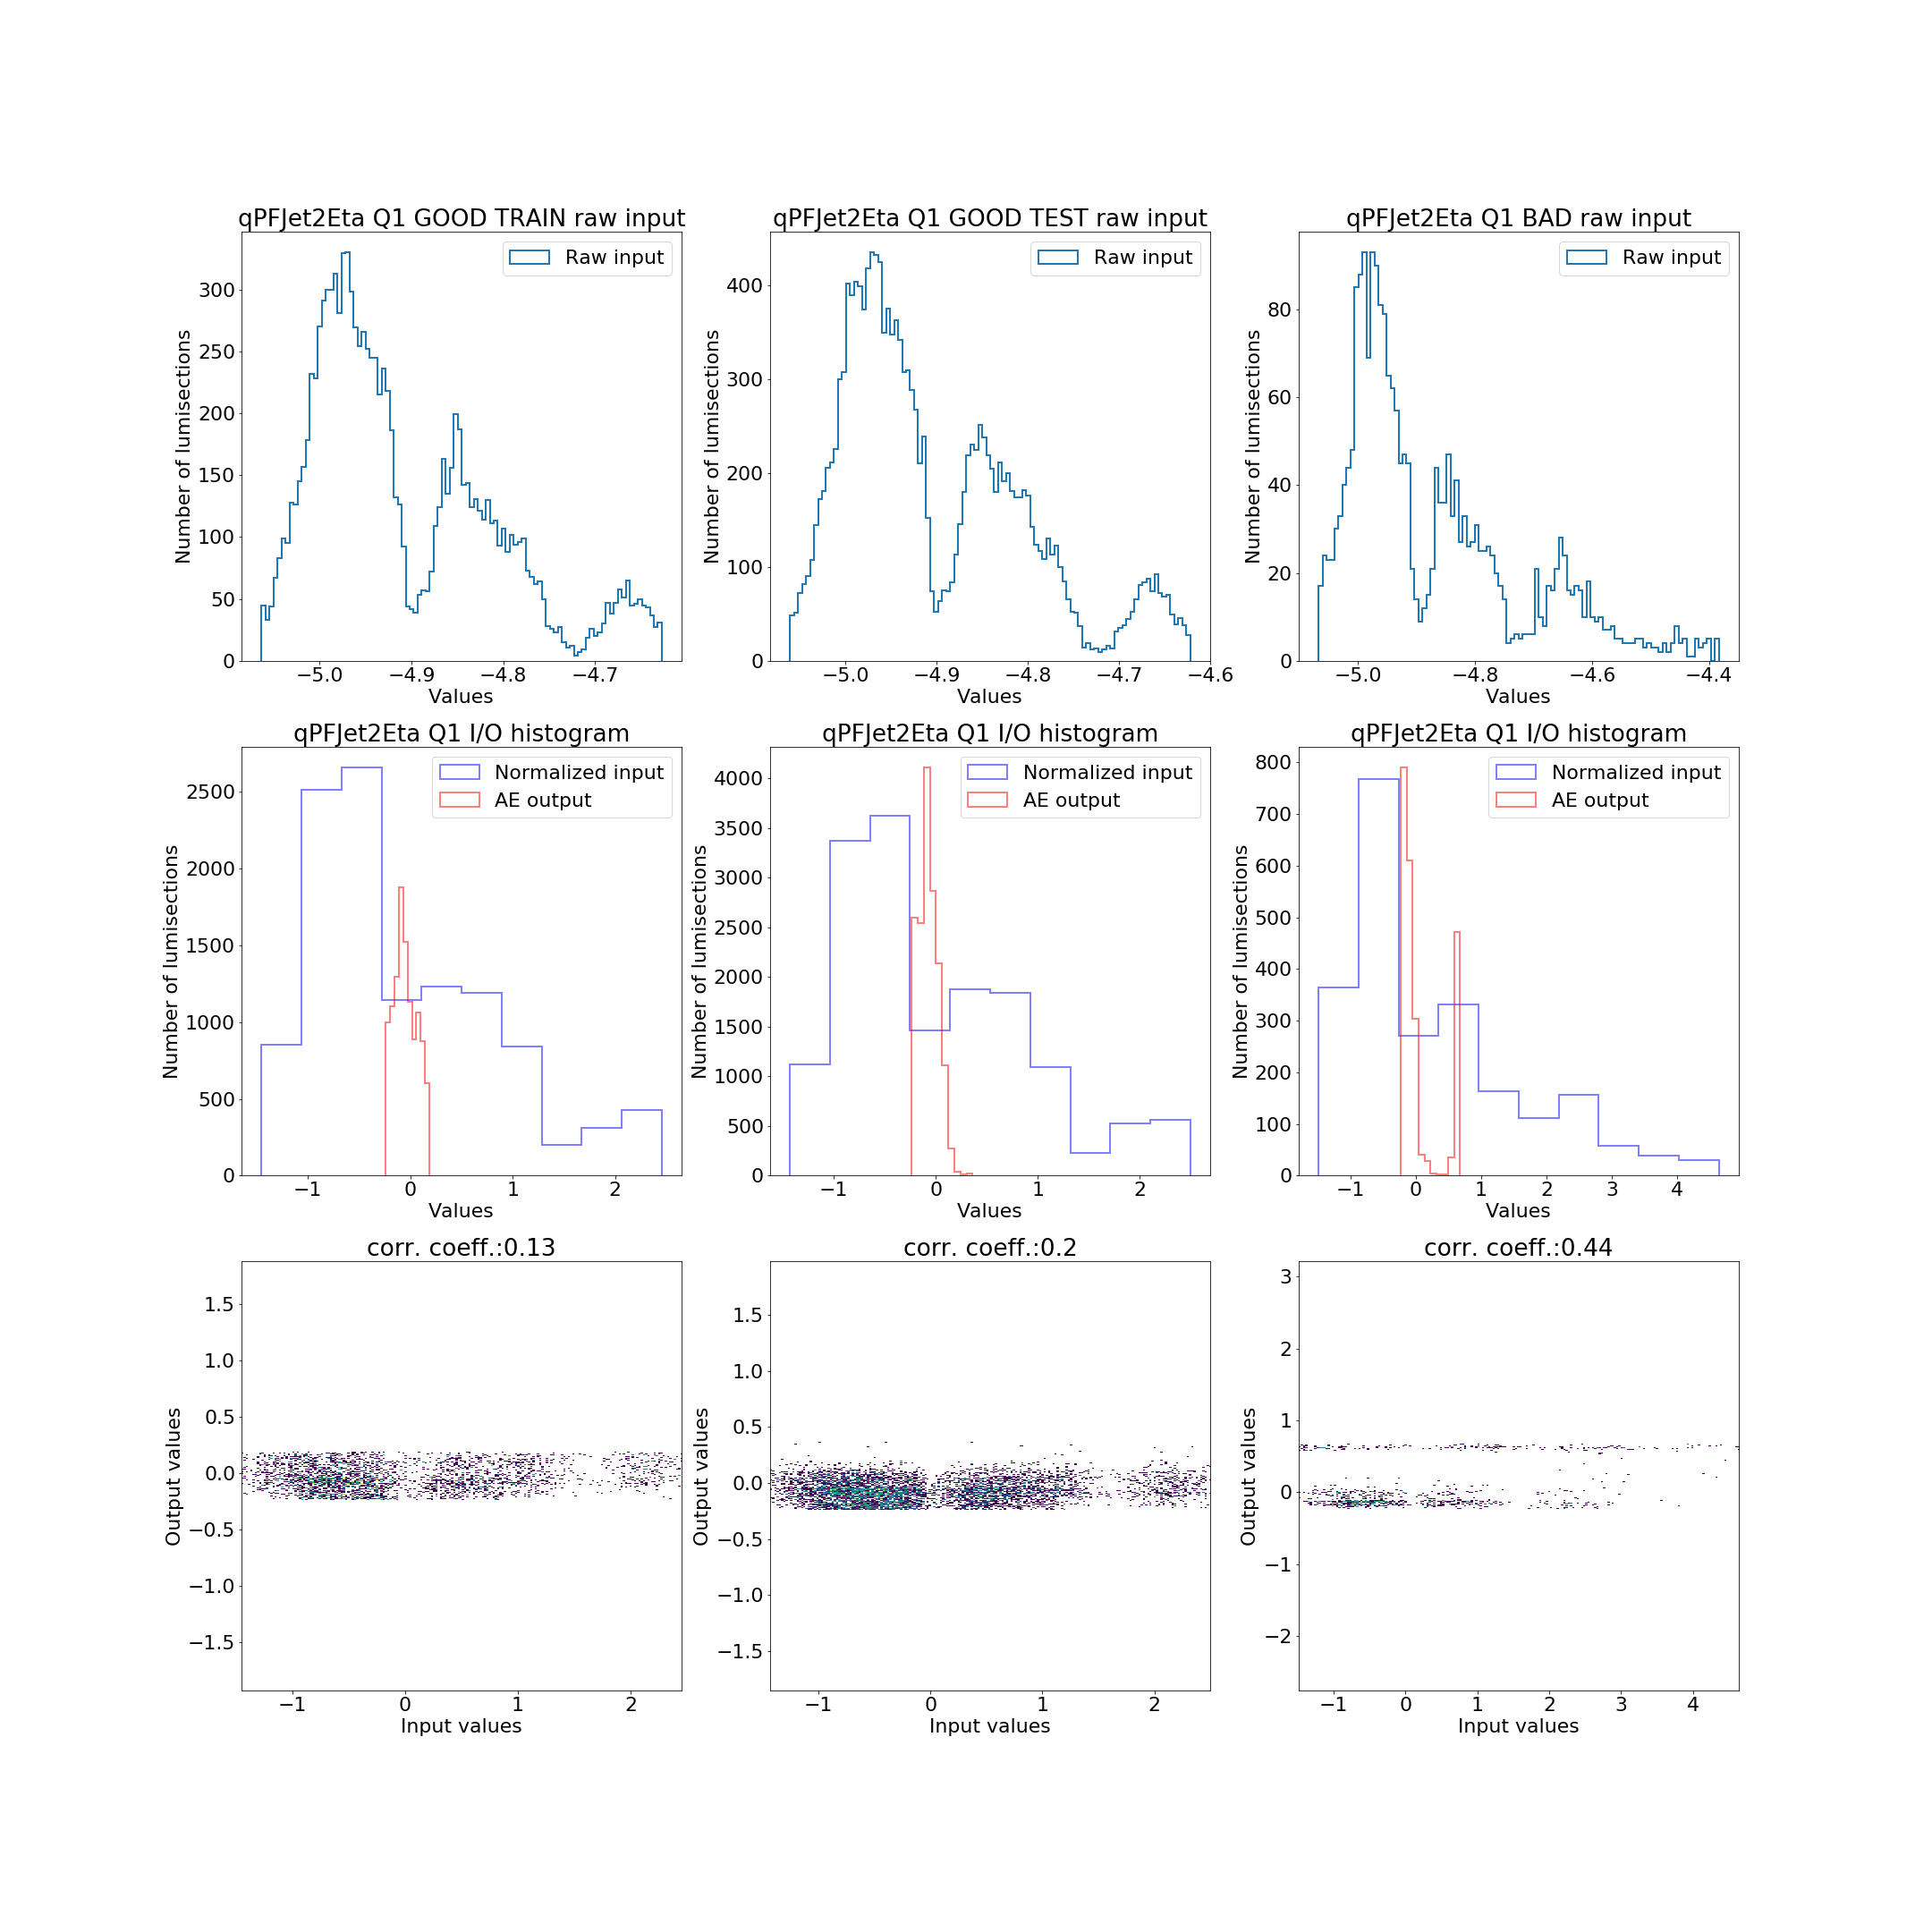 qPFJet2Eta Q1 GOOD TRAIN raw input
Raw input
Number of lumisections
0
50
100
150
200
250
300
−5.0 −4.9 −4.8 −4.7
Values
qPFJet2Eta Q1 GOOD TEST raw input
Raw input
Number of lumisections
0
100
200
300
400
−5.0 −4.9 −4.8 −4.7 −4.6
Values
qPFJet2Eta Q1 BAD raw input
Raw input
Number of lumisections
0
20
40
60
80
−5.0 −4.8 −4.6 −4.4
Values
qPFJet2Eta Q1 I/O histogram
Normalized input
AE output
Number of lumisections
0
500
1000
1500
2000
2500
−1 0 1 2
Values
qPFJet2Eta Q1 I/O histogram
Normalized input
AE output
Number of lumisections
0
500
1000
1500
2000
2500
3000
3500
4000
−1 0 1 2
Values
qPFJet2Eta Q1 I/O histogram
Normalized input
AE output
Number of lumisections
0
100
200
300
400
500
600
700
800
−1 0 1 2 3 4
Values
corr. coeff.:0.13
Output values
1.5
1.0
0.5
0.0
−0.5
−1.0
−1.5
−1 0 1 2
Input values
corr. coeff.:0.2
Output values
1.5
1.0
0.5
0.0
−0.5
−1.0
−1.5
−1 0 1 2
Input values
corr. coeff.:0.44
Output values
3
2
1
0
−1
−2
−1 0 1 2 3 4
Input values